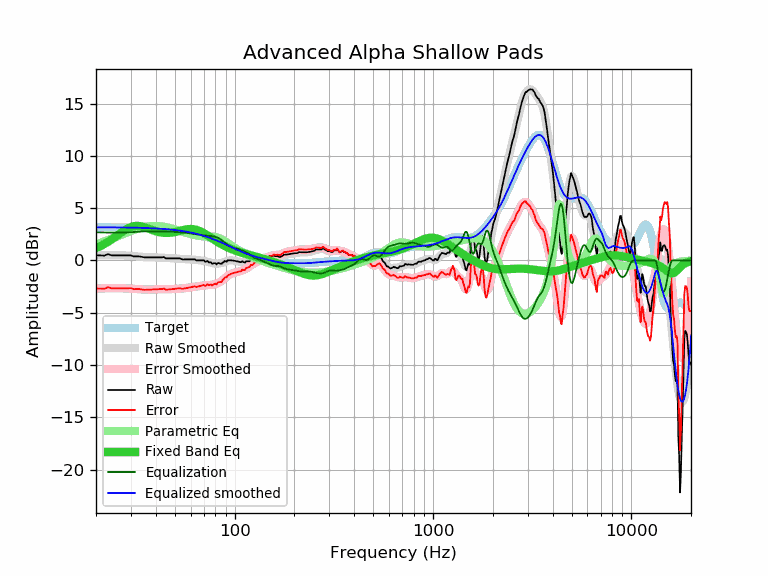 Advanced Alpha Shallow Pads
Amplitude (dBr)
15
10
5
0
−5
−10
−15
−20
Target
Raw Smoothed
Error Smoothed
Raw
Error
Parametric Eq
Fixed Band Eq
Equalization
Equalized smoothed
100
1000
10000
Frequency (Hz)